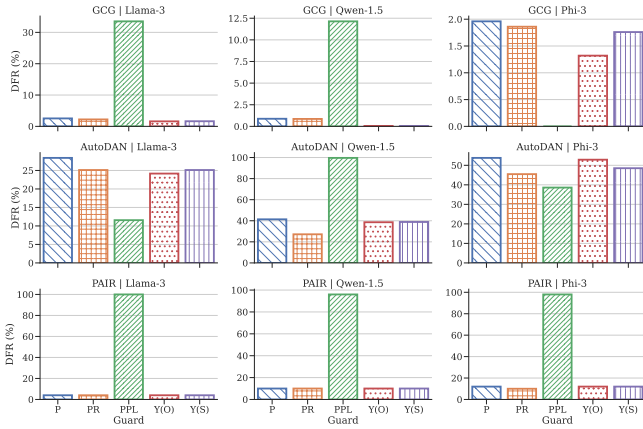 GCG | Llama-3
GCG | Qwen-1.5
GCG | Phi-3
DFR (%)
30
20
10
0
12.5
10.0
7.5
5.0
2.5
0.0
2.0
1.5
1.0
0.5
0.0
AutoDAN | Llama-3
AutoDAN | Qwen-1.5
AutoDAN | Phi-3
DFR (%)
25
20
15
10
5
0
100
80
60
40
20
0
50
40
30
20
10
0
PAIR | Llama-3
PAIR | Qwen-1.5
PAIR | Phi-3
DFR (%)
100
80
60
40
20
0
100
80
60
40
20
0
100
80
60
40
20
0
P PR PPL Y(O) Y(S)
P PR PPL Y(O) Y(S)
P PR PPL Y(O) Y(S)
Guard
Guard
Guard